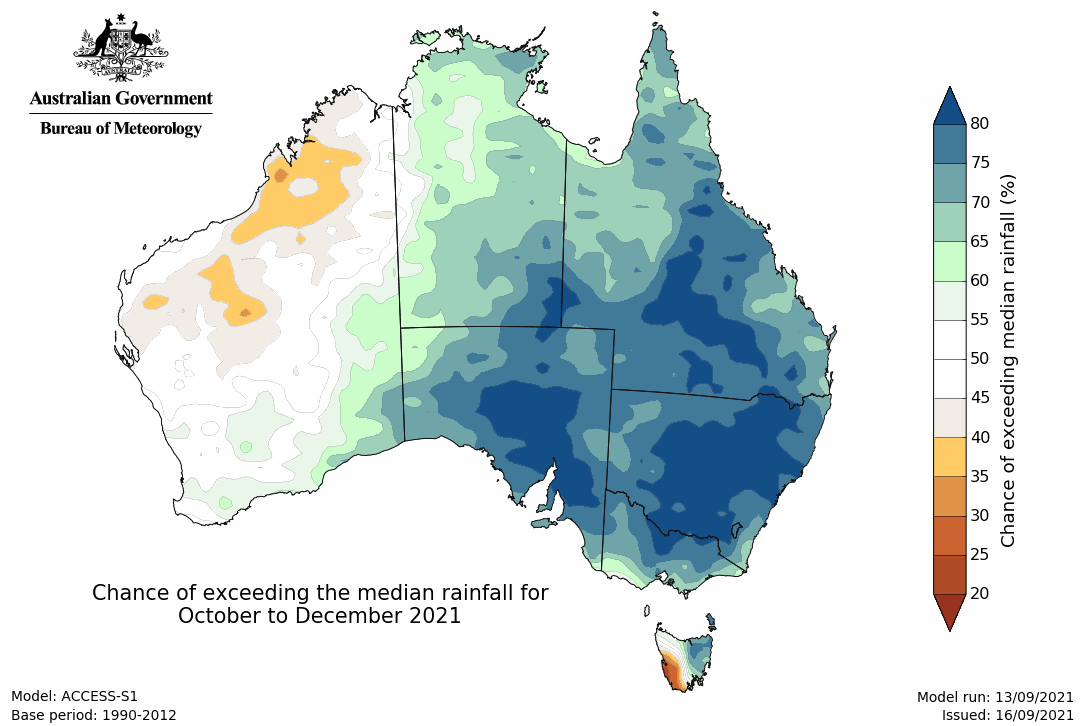 Australian Government
Bureau of Meteorology
80
75
70
65
60
55
50
45
40
35
30
25
20
Chance of exceeding median rainfall (%)
Chance of exceeding the median rainfall for
October to December 2021
Model: ACCESS-S1
Base period: 1990-2012
Model run: 13/09/2021
Issued: 16/09/2021